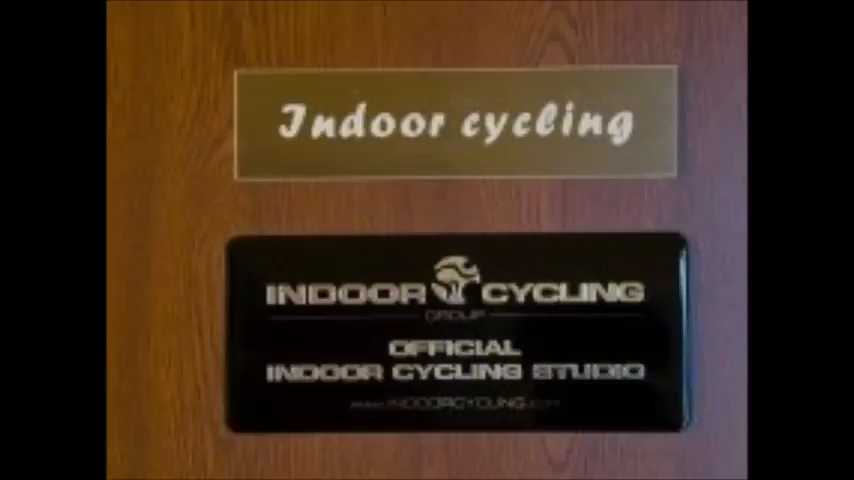 Indoor cycling
INDOOR CYCLING
GROUP
OFFICIAL
INDOOR CYCLING STUDIO
www.INDOORCYCLING.com